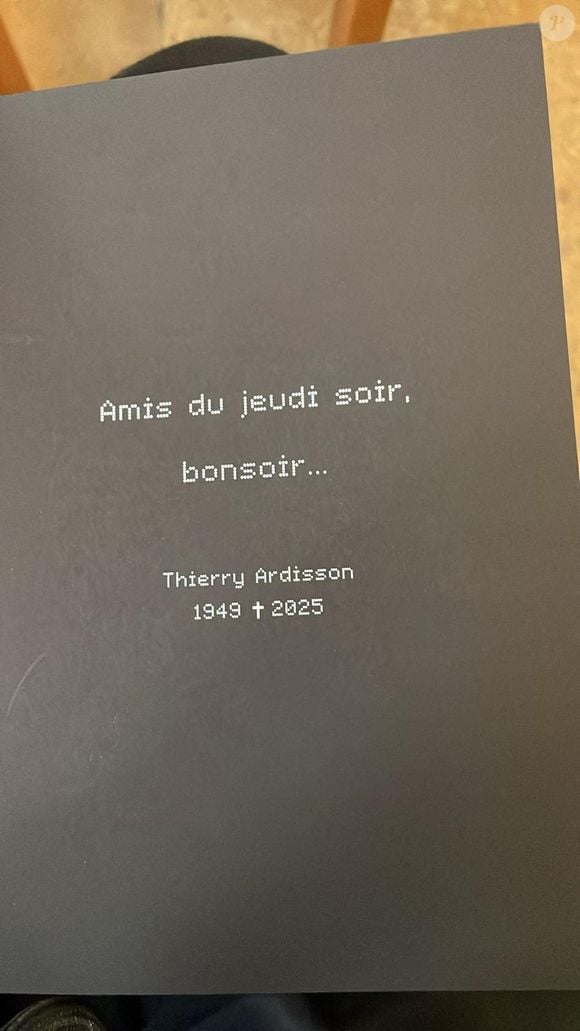 Amis du jeudi soir,
bonsoir...
Thierry Ardisson
1949 ✝ 2025